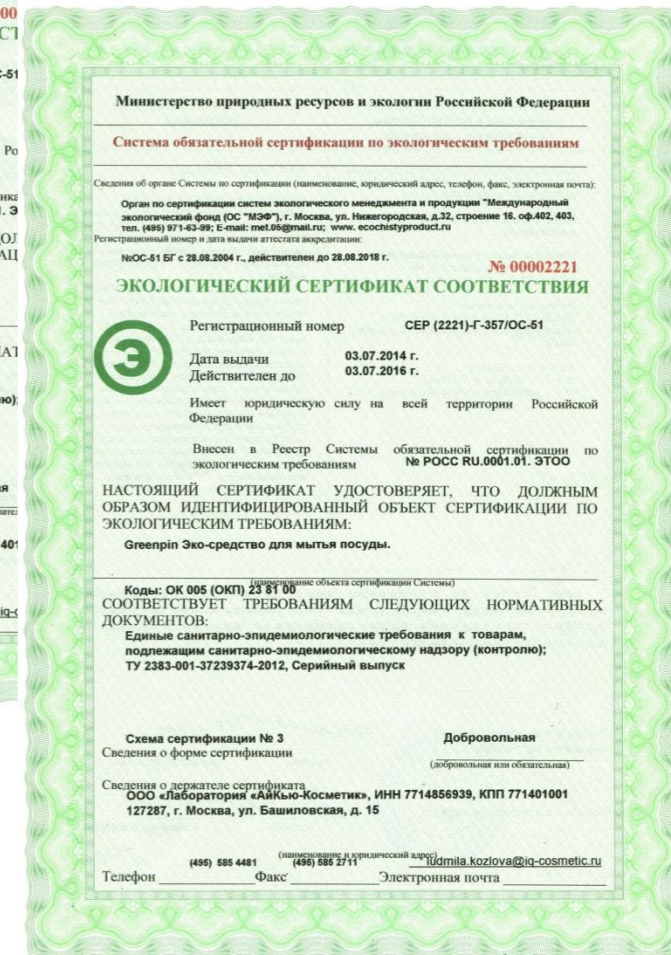 Министерство природных ресурсов и экологии Российской Федерации
Система обязательной сертификации по экологическим требованиям
Сведения об органе Системы по сертификации (наименование, юридический адрес, телефон, факс, электронная почта):
Орган по сертификации систем экологического менеджмента и продукции "Международный
экологический фонд (ОС "МЭФ"), г. Москва, ул. Нижегородская, д.32, строение 16. оф.402, 403,
тел. (495) 971-63-99; E-mail: met.05@mail.ru; www. ecochistyproduct.ru
Регистрационный номер и дата выдачи аттестата аккредитации:
№ОС-51 БГ с 28.08.2004 г., действителен до 28.08.2018 г.
№ 00002221
ЭКОЛОГИЧЕСКИЙ СЕРТИФИКАТ СООТВЕТСТВИЯ
Э
Регистрационный номер СЕР (2221)-Г-357/ОС-51
Дата выдачи 03.07.2014 г.
Действителен до 03.07.2016 г.
Имеет юридическую силу на всей территории Российской
Федерации
Внесен в Реестр Системы обязательной сертификации по
экологическим требованиям № РОСС RU.0001.01. ЭТОО
НАСТОЯЩИЙ СЕРТИФИКАТ УДОСТОВЕРЯЕТ, ЧТО ДОЛЖНЫМ
ОБРАЗОМ ИДЕНТИФИЦИРОВАННЫЙ ОБЪЕКТ СЕРТИФИКАЦИИ ПО
ЭКОЛОГИЧЕСКИМ ТРЕБОВАНИЯМ:
Greenpin Эко-средство для мытья посуды.
(наименование объекта сертификации Системы)
Коды: ОК 005 (ОКП) 23 81 00
СООТВЕТСТВУЕТ ТРЕБОВАНИЯМ СЛЕДУЮЩИХ НОРМАТИВНЫХ
ДОКУМЕНТОВ:
Единые санитарно-эпидемиологические требования к товарам,
подлежащим санитарно-эпидемиологическому надзору (контролю);
ТУ 2383-001-37239374-2012, Серийный выпуск
Схема сертификации № 3 Добровольная
Сведения о форме сертификации (добровольная или обязательная)
Сведения о держателе сертификата
ООО «Лаборатория «АйКью-Косметик», ИНН 7714856939, КПП 771401001
127287, г. Москва, ул. Башиловская, д. 15
(наименование и юридический адрес)
(495) 585 4481 (495) 585 2711 ludmila.kozlova@iq-cosmetic.ru
Телефон Факс Электронная почта